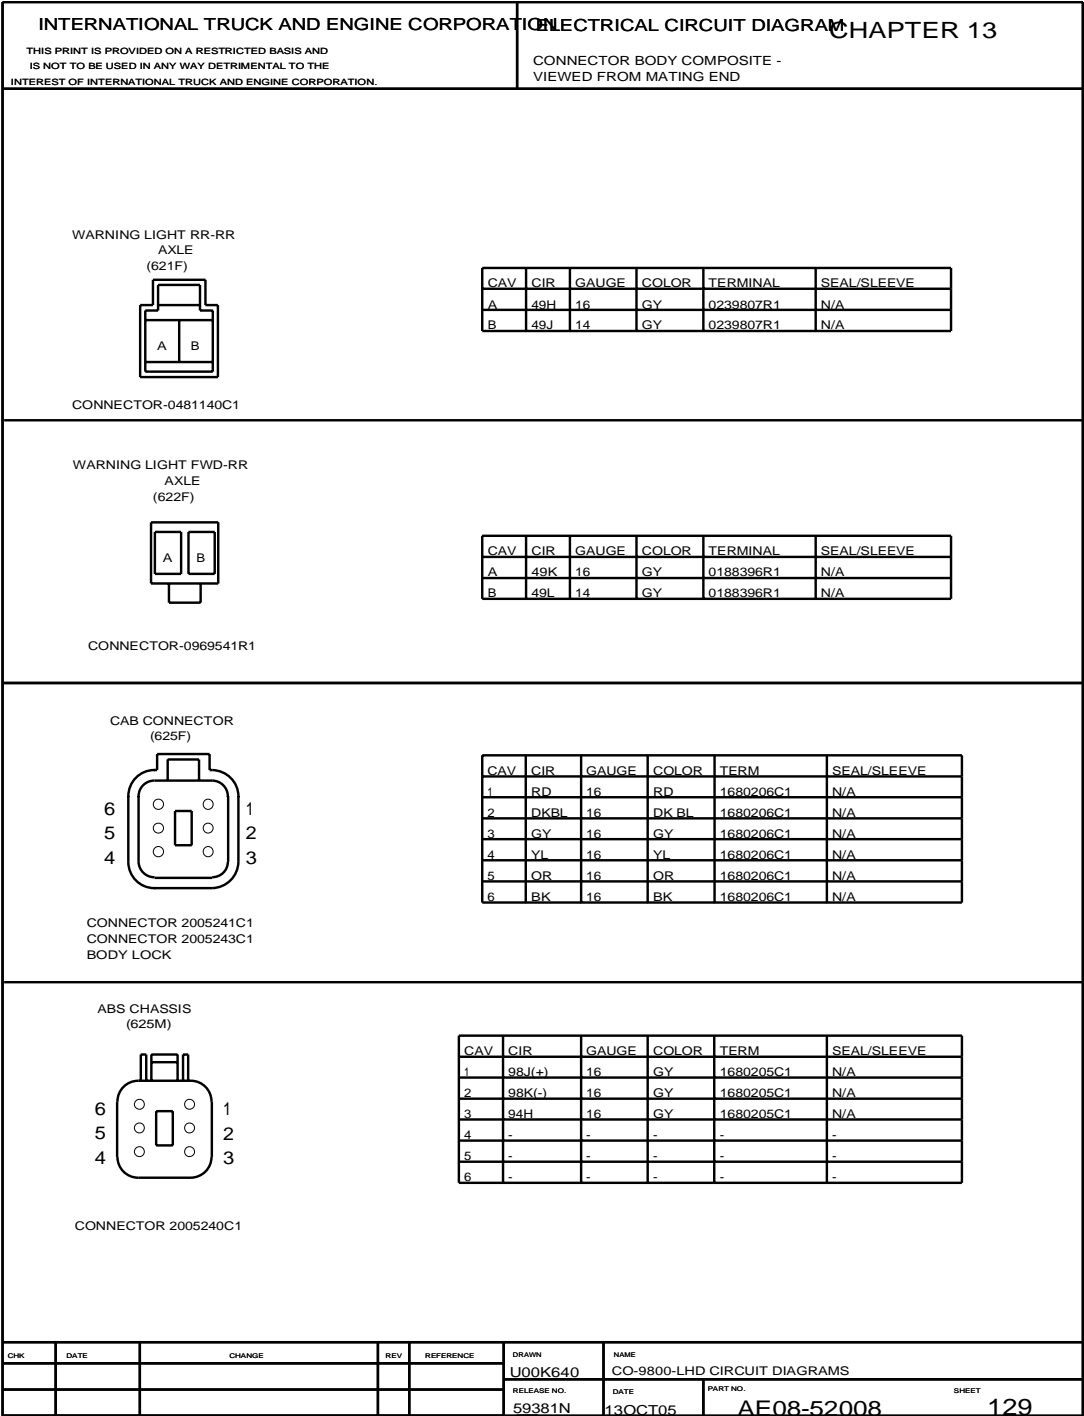 INTERNATIONAL TRUCK AND ENGINE CORPORATION
THIS PRINT IS PROVIDED ON A RESTRICTED BASIS AND
IS NOT TO BE USED IN ANY WAY DETRIMENTAL TO THE
INTEREST OF INTERNATIONAL TRUCK AND ENGINE CORPORATION.
ELECTRICAL CIRCUIT DIAGRAM
CHAPTER 13
CONNECTOR BODY COMPOSITE -
VIEWED FROM MATING END
WARNING LIGHT RR-RR
AXLE
(621F)
A B
CONNECTOR-0481140C1
CAV CIR GAUGE COLOR TERMINAL SEAL/SLEEVE
A 49H 16 GY 0239807R1 N/A
B 49J 14 GY 0239807R1 N/A
WARNING LIGHT FWD-RR
AXLE
(622F)
A B
CONNECTOR-0969541R1
CAV CIR GAUGE COLOR TERMINAL SEAL/SLEEVE
A 49K 16 GY 0188396R1 N/A
B 49L 14 GY 0188396R1 N/A
CAB CONNECTOR
(625F)
6 1
5 2
4 3
CONNECTOR 2005241C1
CONNECTOR 2005243C1
BODY LOCK
CAV CIR GAUGE COLOR TERM SEAL/SLEEVE
1 RD 16 RD 1680206C1 N/A
2 DKBL 16 DK BL 1680206C1 N/A
3 GY 16 GY 1680206C1 N/A
4 YL 16 YL 1680206C1 N/A
5 OR 16 OR 1680206C1 N/A
6 BK 16 BK 1680206C1 N/A
ABS CHASSIS
(625M)
6 1
5 2
4 3
CONNECTOR 2005240C1
CAV CIR GAUGE COLOR TERM SEAL/SLEEVE
1 98J(+) 16 GY 1680205C1 N/A
2 98K(-) 16 GY 1680205C1 N/A
3 94H 16 GY 1680205C1 N/A
4 - - - - -
5 - - - - -
6 - - - - -
CHK DATE CHANGE REV REFERENCE
DRAWN
U00K640
NAME
CO-9800-LHD CIRCUIT DIAGRAMS
RELEASE NO.
59381N
DATE
13OCT05
PART NO.
AE08-52008
SHEET
129